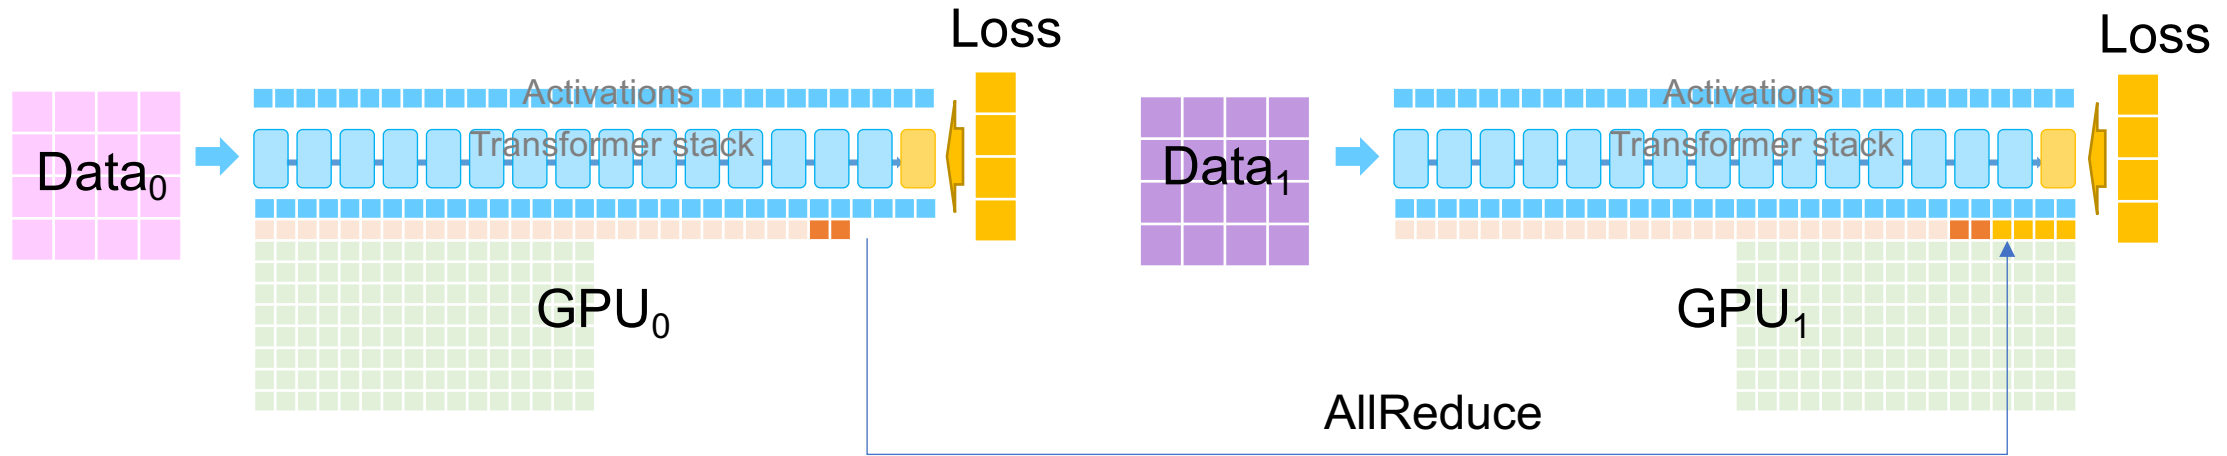 Loss
Activations
Transformer stack
Data0
GPU0
Loss
Activations
Transformer stack
Data1
GPU1
AllReduce